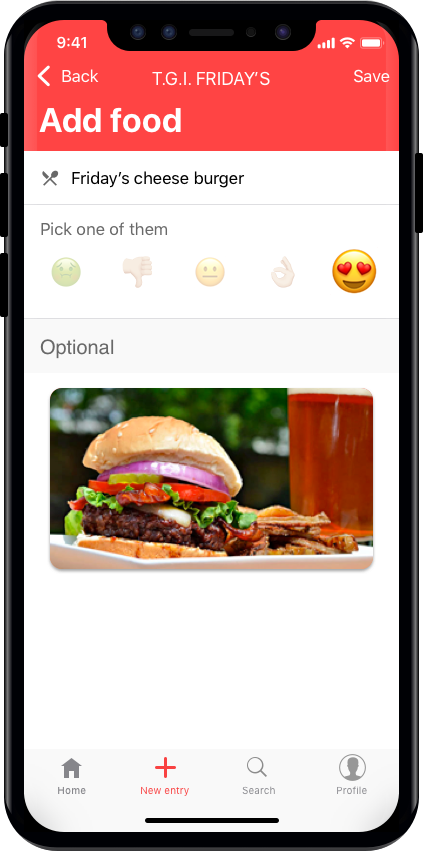 9:41
Back
T.G.I. FRIDAY’S
Save
Add food
Friday’s cheese burger
Pick one of them
Optional
Home
New entry
Search
Profile